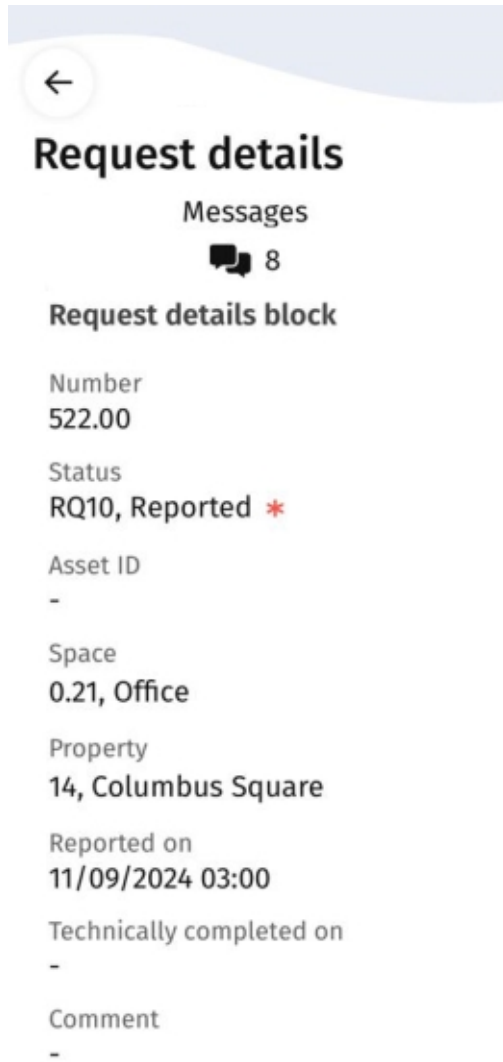 Request details
Messages
8
Request details block
Number
522.00
Status
RQ10, Reported *
Asset ID
-
Space
0.21, Office
Property
14, Columbus Square
Reported on
11/09/2024 03:00
Technically completed on
-
Comment
-